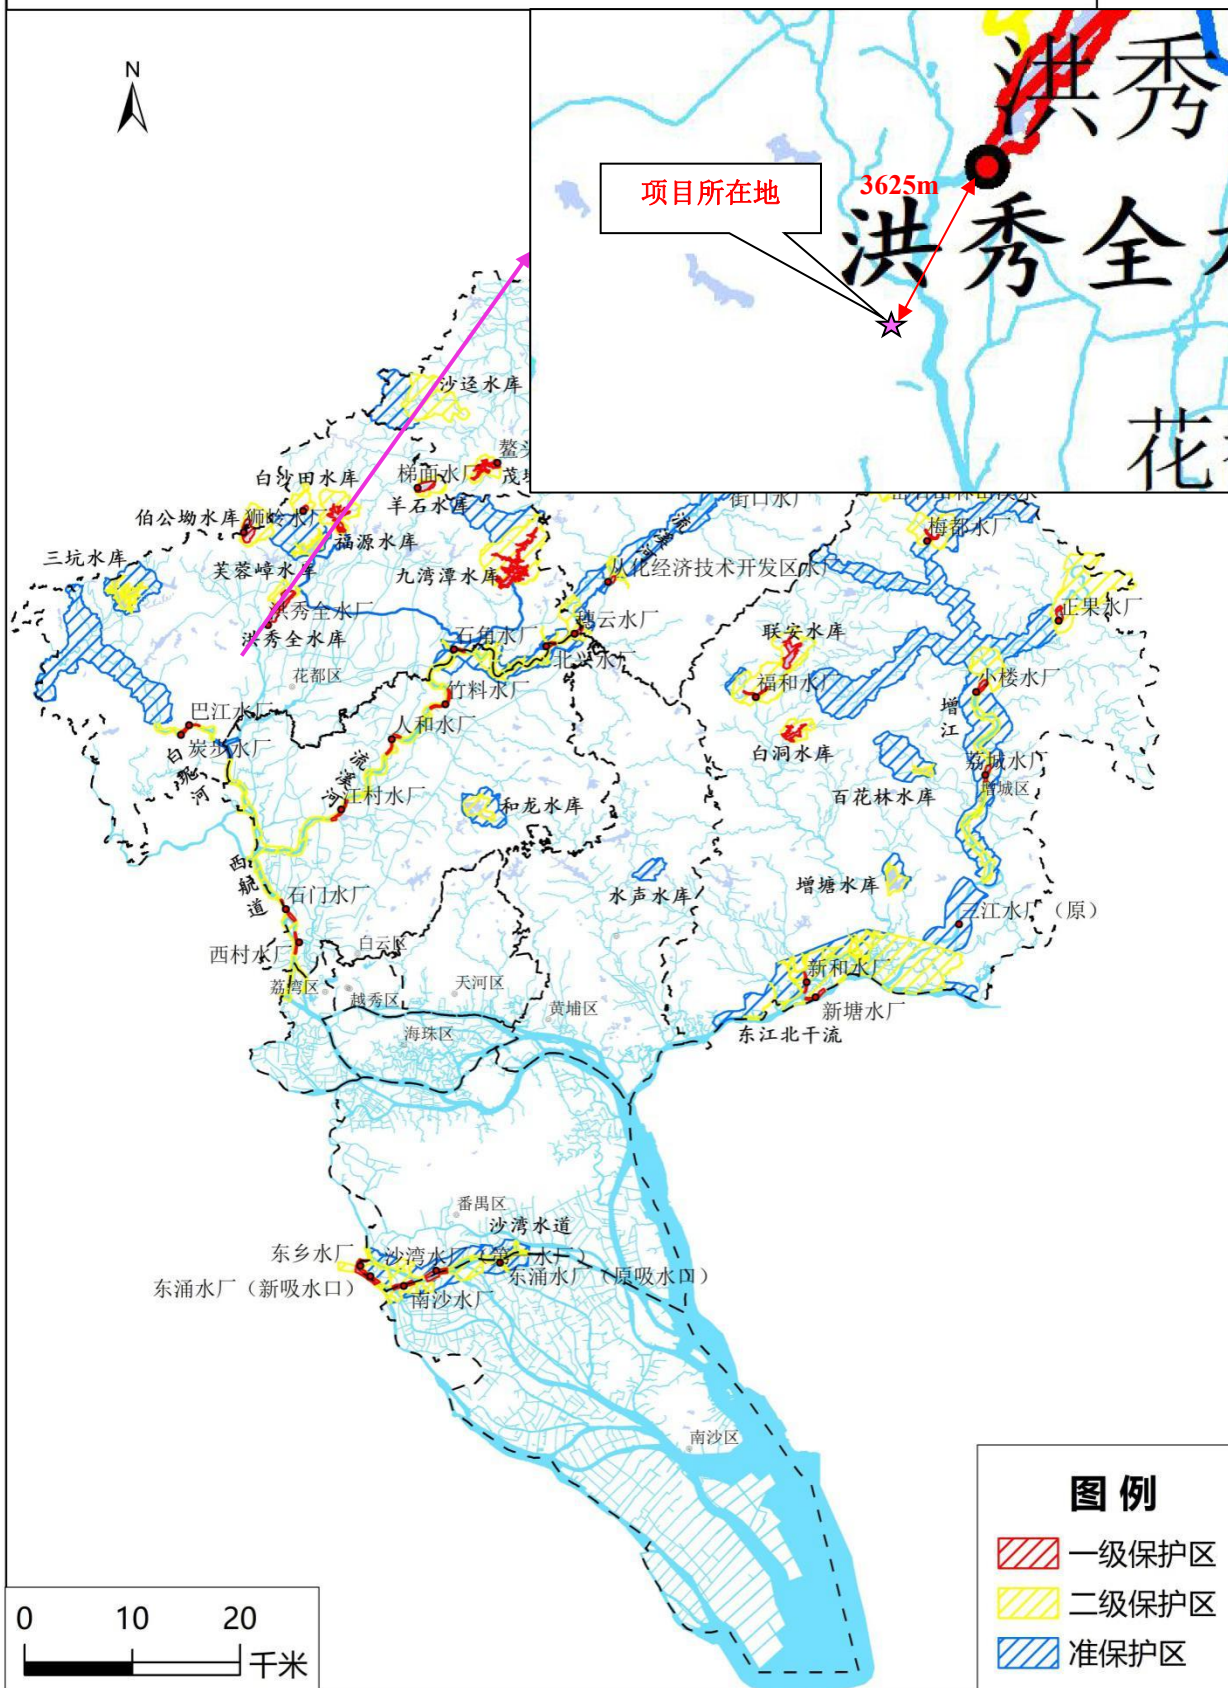 N
洪秀
项目所在地
3625m
洪秀全水
花
沙迳水库
鳌头
梯面水厂
茂墩
白沙田水库
羊石水库
街口水厂
伯公坳水库
狮岭水厂
福源水库
流溪河
梅都水厂
三坑水库
芙蓉嶂水库
九湾潭水库
从化经济技术开发区水厂
洪秀全水厂
穗云水厂
正果水厂
洪秀全水库
石角水厂
北兴水厂
联安水库
花都区
竹料水厂
福和水厂
小楼水厂
巴江水厂
人和水厂
增江
炭步水厂
白坭河
流溪河
白洞水库
荔城水厂
江村水厂
和龙水库
百花林水库
增城区
西航道
石门水厂
水声水库
增塘水库
三江水厂（原）
西村水厂
白云区
新和水厂
荔湾区
越秀区
天河区
黄埔区
新塘水厂
海珠区
东江北干流
番禺区
沙湾水道
东乡水厂
沙湾水厂（第一水厂）
东涌水厂（新吸水口）
东涌水厂（原吸水口）
南沙水厂
南沙区
图例
一级保护区
二级保护区
准保护区
0 10 20
千米